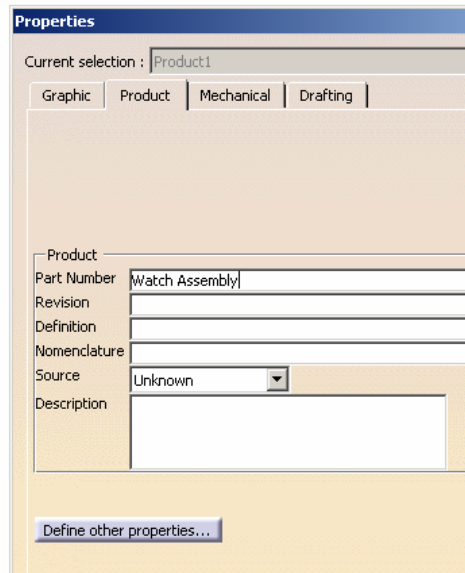 Properties
Current selection : Product1
Graphic Product Mechanical Drafting
Product
Part Number Watch Assembly
Revision
Definition
Nomenclature
Source Unknown
Description
Define other properties...